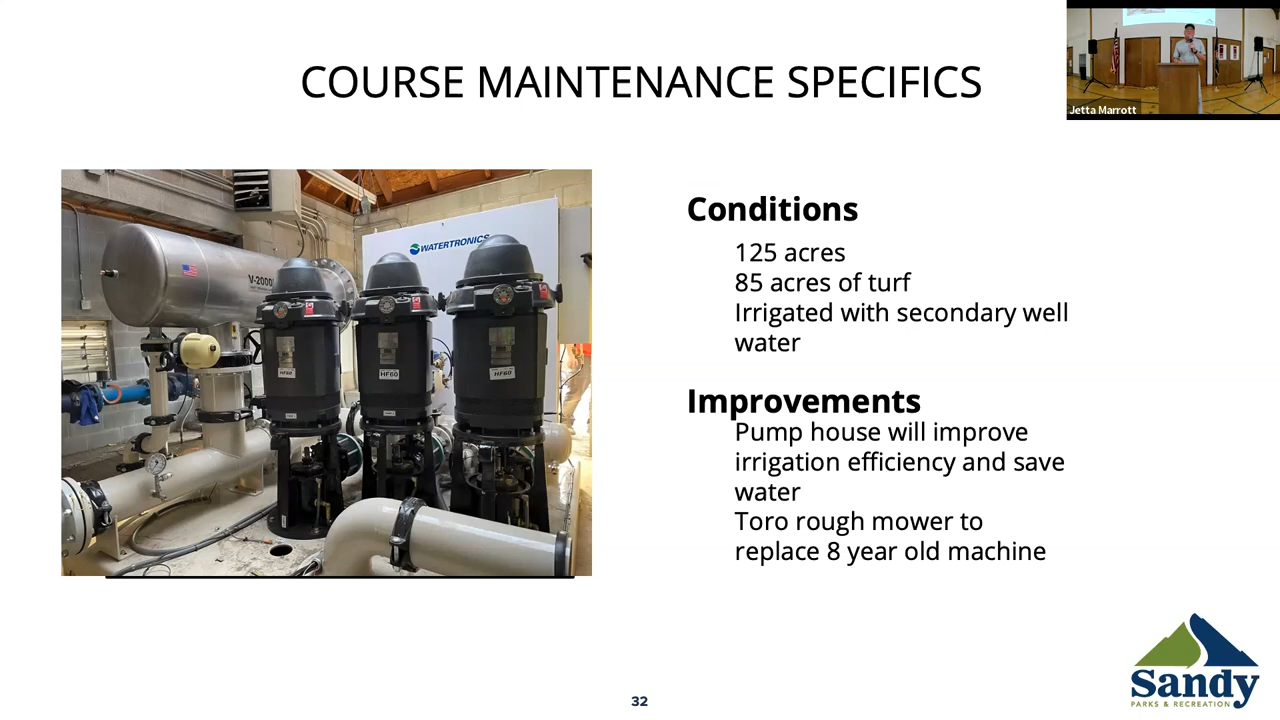 COURSE MAINTENANCE SPECIFICS
Jetta Marrott
WATERTRONICS
V-2000
HF60
HF60
HF60
Conditions
125 acres
85 acres of turf
Irrigated with secondary well
water
Improvements
Pump house will improve
irrigation efficiency and save
water
Toro rough mower to
replace 8 year old machine
Sandy
PARKS & RECREATION
32